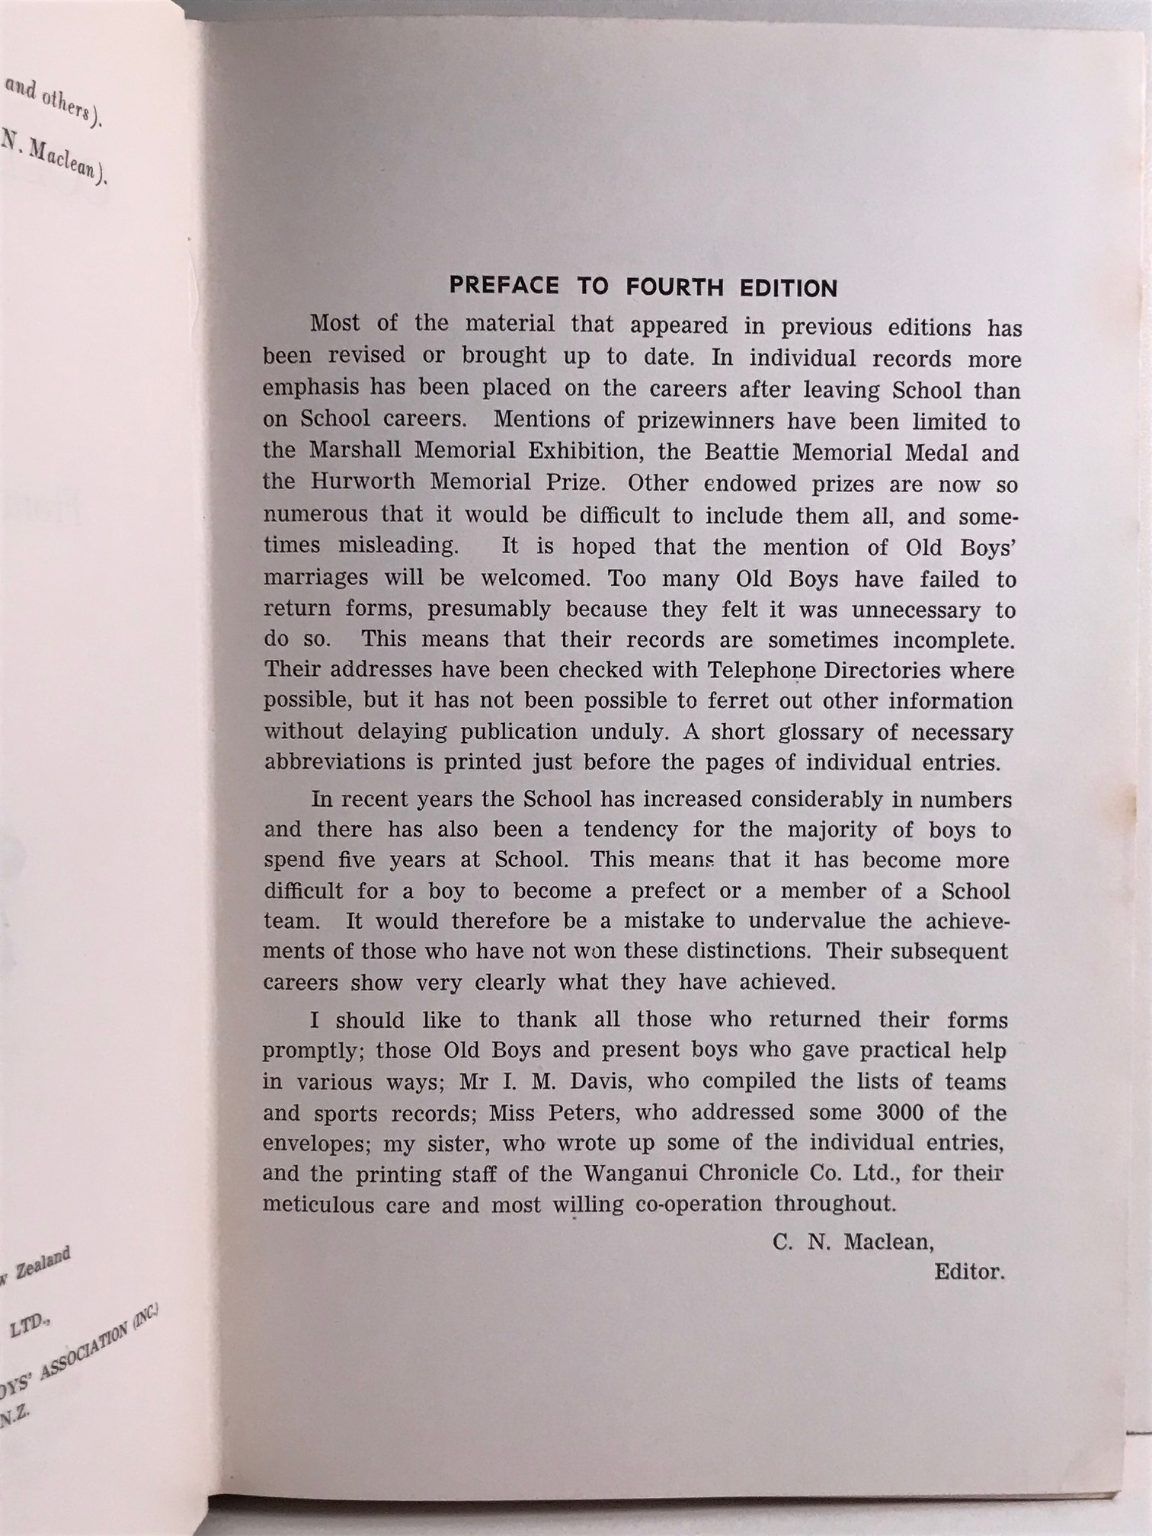 and others).
N. Maclean).
Zealand
LTD.,
ASSOCIATION (INC.)
N.Z.
PREFACE TO FOURTH EDITION
Most of the material that appeared in previous editions has
been revised or brought up to date. In individual records more
emphasis has been placed on the careers after leaving School than
on School careers. Mentions of prizewinners have been limited to
the Marshall Memorial Exhibition, the Beattie Memorial Medal and
the Hurworth Memorial Prize. Other endowed prizes are now so
numerous that it would be difficult to include them all, and some-
times misleading. It is hoped that the mention of Old Boys’
marriages will be welcomed. Too many Old Boys have failed to
return forms, presumably because they felt it was unnecessary to
do so. This means that their records are sometimes incomplete.
Their addresses have been checked with Telephone Directories where
possible, but it has not been possible to ferret out other information
without delaying publication unduly. A short glossary of necessary
abbreviations is printed just before the pages of individual entries.
In recent years the School has increased considerably in numbers
and there has also been a tendency for the majority of boys to
spend five years at School. This means that it has become more
difficult for a boy to become a prefect or a member of a School
team. It would therefore be a mistake to undervalue the achieve-
ments of those who have not won these distinctions. Their subsequent
careers show very clearly what they have achieved.
I should like to thank all those who returned their forms
promptly; those Old Boys and present boys who gave practical help
in various ways; Mr I. M. Davis, who compiled the lists of teams
and sports records; Miss Peters, who addressed some 3000 of the
envelopes; my sister, who wrote up some of the individual entries,
and the printing staff of the Wanganui Chronicle Co. Ltd., for their
meticulous care and most willing co-operation throughout.
C. N. Maclean,
Editor.